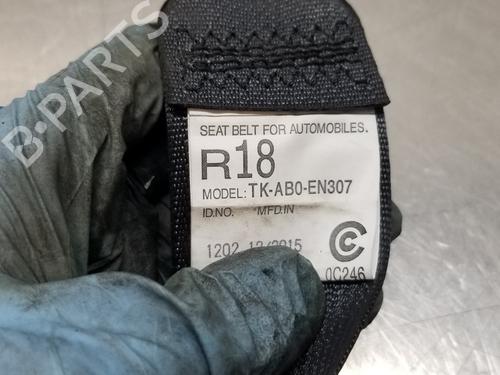 B-PARTS
SEAT BELT FOR AUTOMOBILES.
R18
MODEL: TK-AB0-EN307
ID.NO. MFD.IN
1202 12/2015
0C246